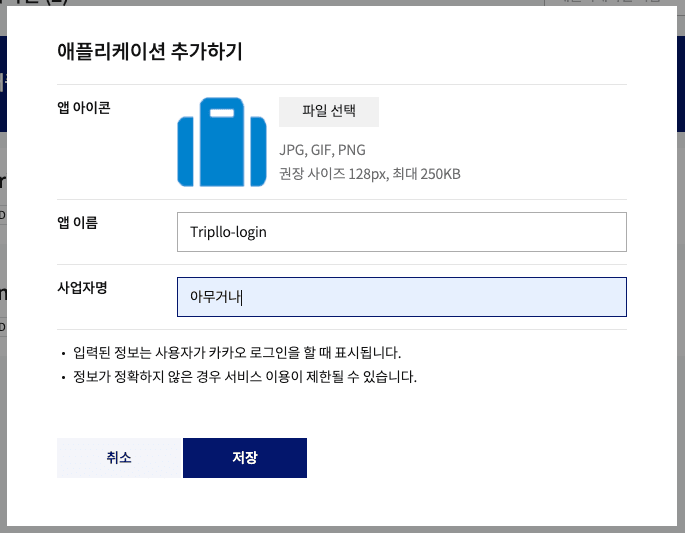 애플리케이션 추가하기
앱 아이콘
파일 선택
JPG, GIF, PNG
권장 사이즈 128px, 최대 250KB
앱 이름
Tripllo-login
사업자명
아무거나
• 입력된 정보는 사용자가 카카오 로그인을 할 때 표시됩니다.
• 정보가 정확하지 않은 경우 서비스 이용이 제한될 수 있습니다.
취소
저장